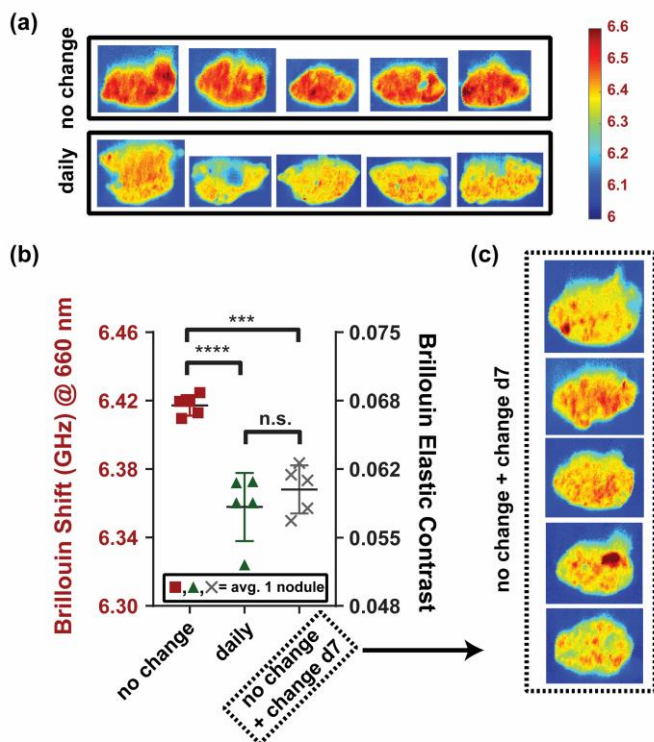 (a)
no change
daily
6.6
6.5
6.4
6.3
6.2
6.1
6
(b)
Brillouin Shift (GHz) @ 660 nm
6.46
6.42
6.38
6.34
6.30
***
****
n.s.
0.075
0.068
0.062
0.055
0.048
Brillouin Elastic Contrast
■,▲,×= avg. 1 nodule
no change
daily
no change
+ change d7
(c)
no change + change d7